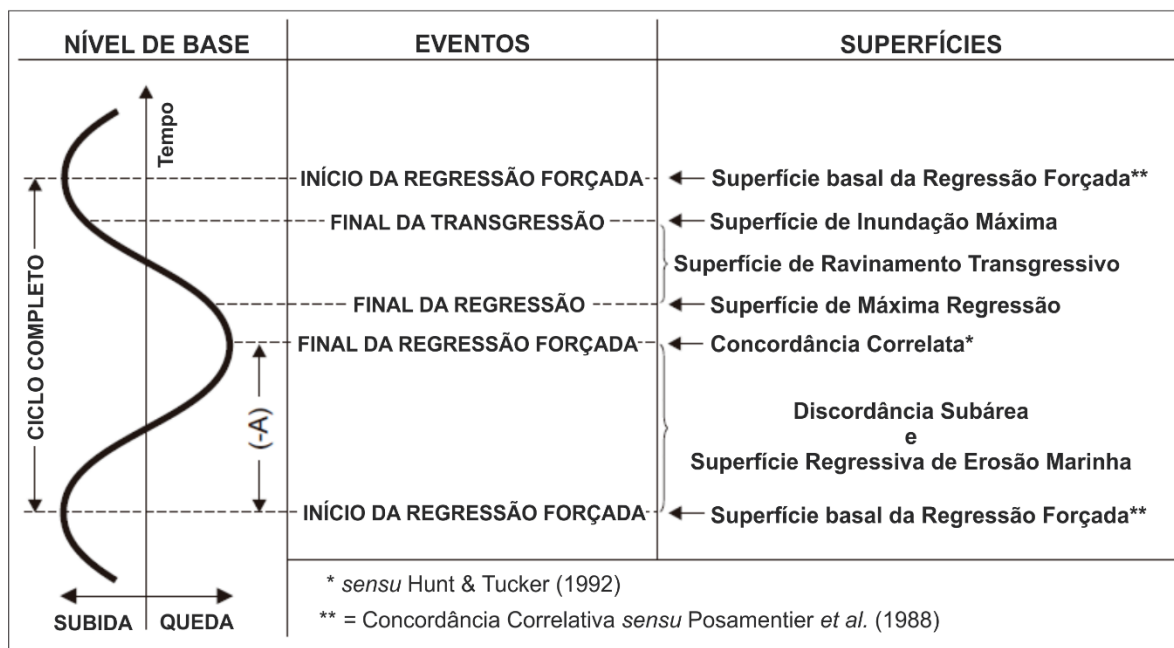 NÍVEL DE BASE
EVENTOS
SUPERFÍCIES
Tempo
INÍCIO DA REGRESSÃO FORÇADA
Superfície basal da Regressão Forçada**
FINAL DA TRANSGRESSÃO
Superfície de Inundação Máxima
Superfície de Ravinamento Transgressivo
FINAL DA REGRESSÃO
Superfície de Máxima Regressão
FINAL DA REGRESSÃO FORÇADA
Concordância Correlata*
CICLO COMPLETO
(-A)
Discordância Subárea
e
Superfície Regressiva de Erosão Marinha
INÍCIO DA REGRESSÃO FORÇADA
Superfície basal da Regressão Forçada**
SUBIDA
QUEDA
* sensu Hunt & Tucker (1992)
** = Concordância Correlativa sensu Posamentier et al. (1988)